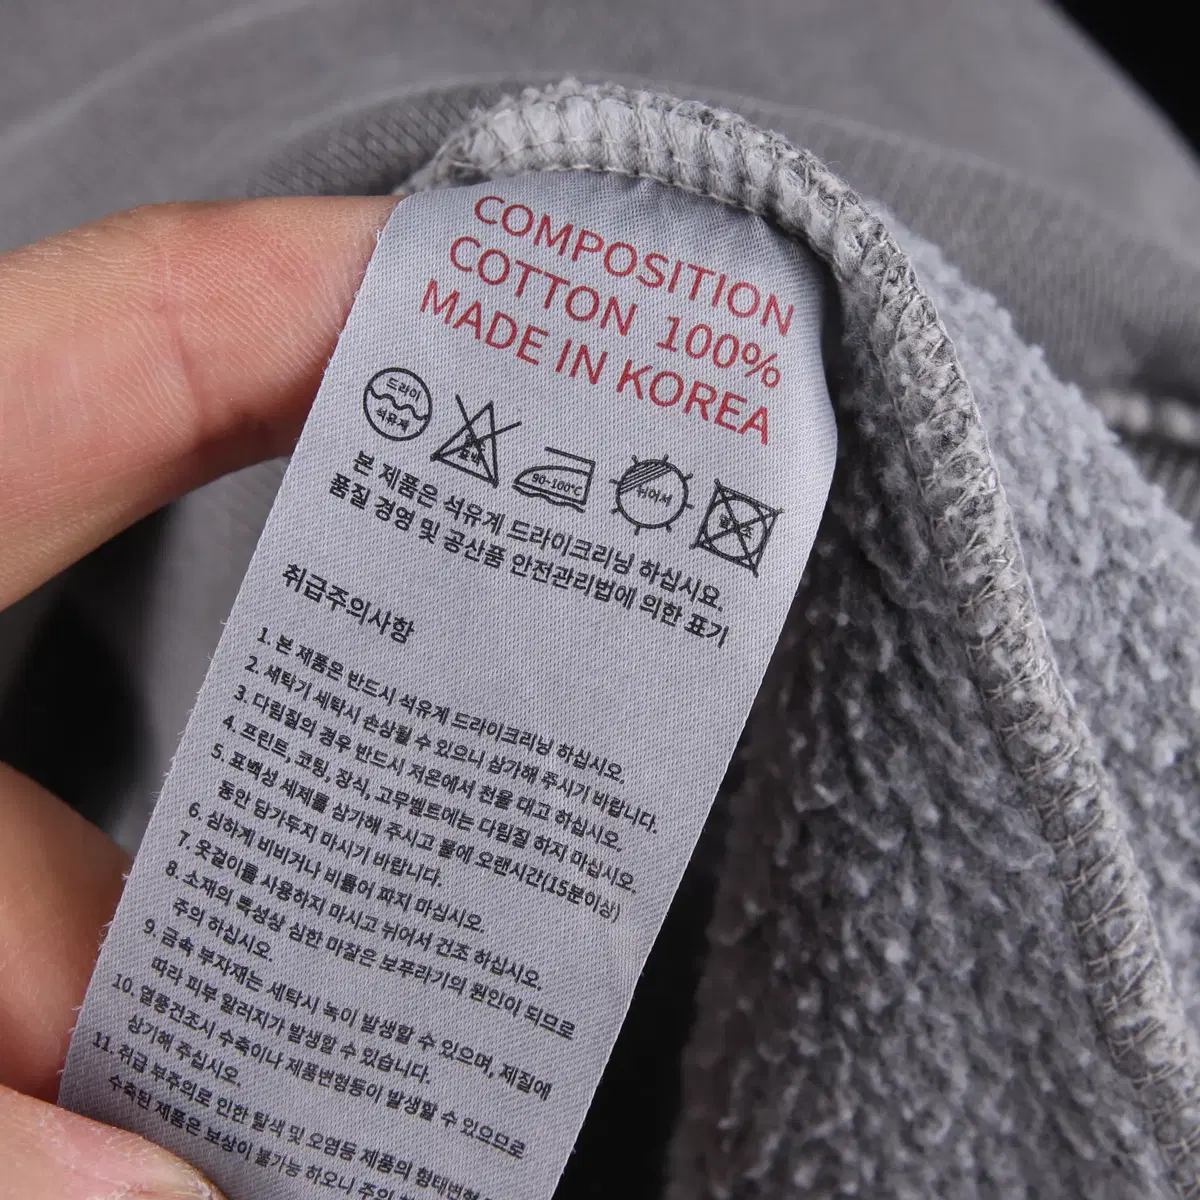 COMPOSITION
COTTON 100%
MADE IN KOREA
드라이
석유계
90~100°C
뉘어서
본 제품은 석유계 드라이크리닝 하십시요.
품질 경영 및 공산품 안전관리법에 의한 표기
취급주의사항
1. 본 제품은 반드시 석유계 드라이크리닝 하십시오.
2. 세탁기 세탁시 손상될 수 있으니 삼가해 주시기 바랍니다.
3. 다림질의 경우 반드시 저온에서 천을 대고 하십시오.
4. 프린트, 코팅, 장식, 고무벨트에는 다림질 하지 마십시오.
5. 표백성 세제를 삼가해 주시고 물에 오랜시간(15분이상)
동안 담가두지 마시기 바랍니다.
6. 심하게 비비거나 비틀어 짜지 마십시오.
7. 옷걸이를 사용하지 마시고 뉘어서 건조 하십시오.
8. 소재의 특성상 심한 마찰은 보푸라기의 원인이 되므로
주의 하십시오.
9. 금속 부자재는 세탁시 녹이 발생할 수 있으며, 체질에
따라 피부 알러지가 발생할 수 있습니다.
10. 열풍건조시 수축이나 제품변형등이 발생할 수 있으므로
삼가해 주십시오.
11. 취급 부주의로 인한 탈색 및 오염등 제품의 형태변형
수축된 제품은 보상이 불가능 하오니 주의